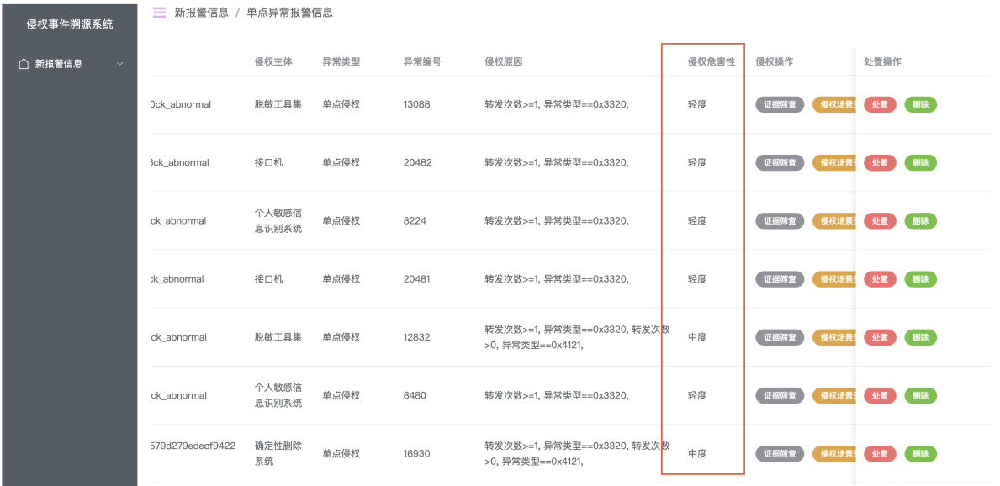 侵权事件溯源系统
新报警信息
新报警信息 / 单点异常报警信息
侵权主体 异常类型 异常编号 侵权原因 侵权危害性 侵权操作 处置操作
ck_abnormal 脱敏工具集 单点侵权 13088 转发次数>=1, 异常类型==0x3320, 轻度 证据筛查 侵权场景 处置 删除
ck_abnormal 接口机 单点侵权 20482 转发次数>=1, 异常类型==0x3320, 轻度 证据筛查 侵权场景 处置 删除
ck_abnormal 个人敏感信 单点侵权 8224 转发次数>=1, 异常类型==0x3320, 轻度 证据筛查 侵权场景 处置 删除
息识别系统
k_abnormal 接口机 单点侵权 20481 转发次数>=1, 异常类型==0x3320, 轻度 证据筛查 侵权场景 处置 删除
ck_abnormal 脱敏工具集 单点侵权 12832 转发次数>=1, 异常类型==0x3320, 转发次数 中度 证据筛查 侵权场景 处置 删除
>0, 异常类型==0x4121,
ck_abnormal 个人敏感信 单点侵权 8480 转发次数>=1, 异常类型==0x3320, 轻度 证据筛查 侵权场景 处置 删除
息识别系统
579d279edecf9422 确定性删除 单点侵权 16930 转发次数>=1, 异常类型==0x3320, 转发次数 中度 证据筛查 侵权场景 处置 删除
系统 >0, 异常类型==0x4121,